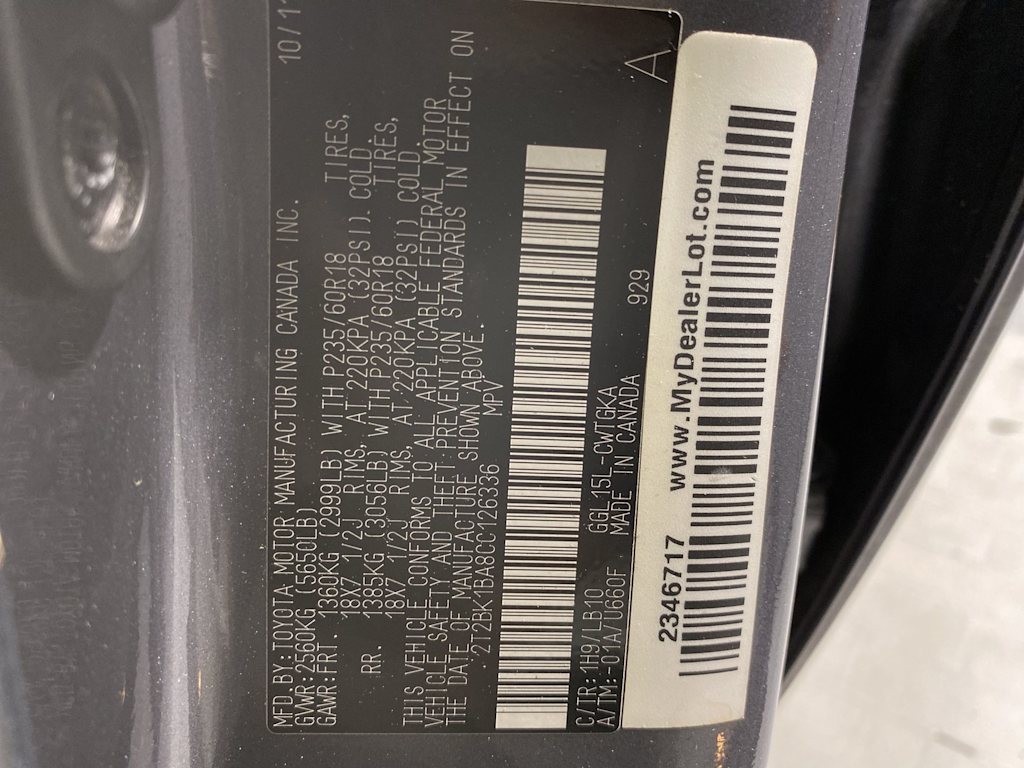 MFD.BY:TOYOTA MOTOR MANUFACTURING CANADA INC. 10/11
GVWR:2560KG (5650LB)
GAWR:FRT. 1360KG (2999LB) WITH P235/60R18 TIRES,
18X7 1/2J RIMS, AT 220KPA (32PSI). COLD
RR. 1385KG (3056LB) WITH P235/60R18 TIRES,
18X7 1/2J RIMS, AT 220KPA (32PSI) COLD.
THIS VEHICLE CONFORMS TO ALL APPLICABLE FEDERAL MOTOR
VEHICLE SAFETY AND THEFT PREVENTION STANDARDS IN EFFECT ON
THE DATE OF MANUFACTURE SHOWN ABOVE.
2T2BK1BA8CC126336 MPV
C/TR:1H9/LB10 GGL15L-CWTGKA
A/TM:-01A/U660F MADE IN CANADA 929
A
2346717 www.MyDealerLot.com